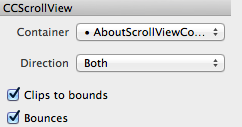 CCScrollView
Container • AboutScrollViewCo...
Direction Both
Clips to bounds
Bounces